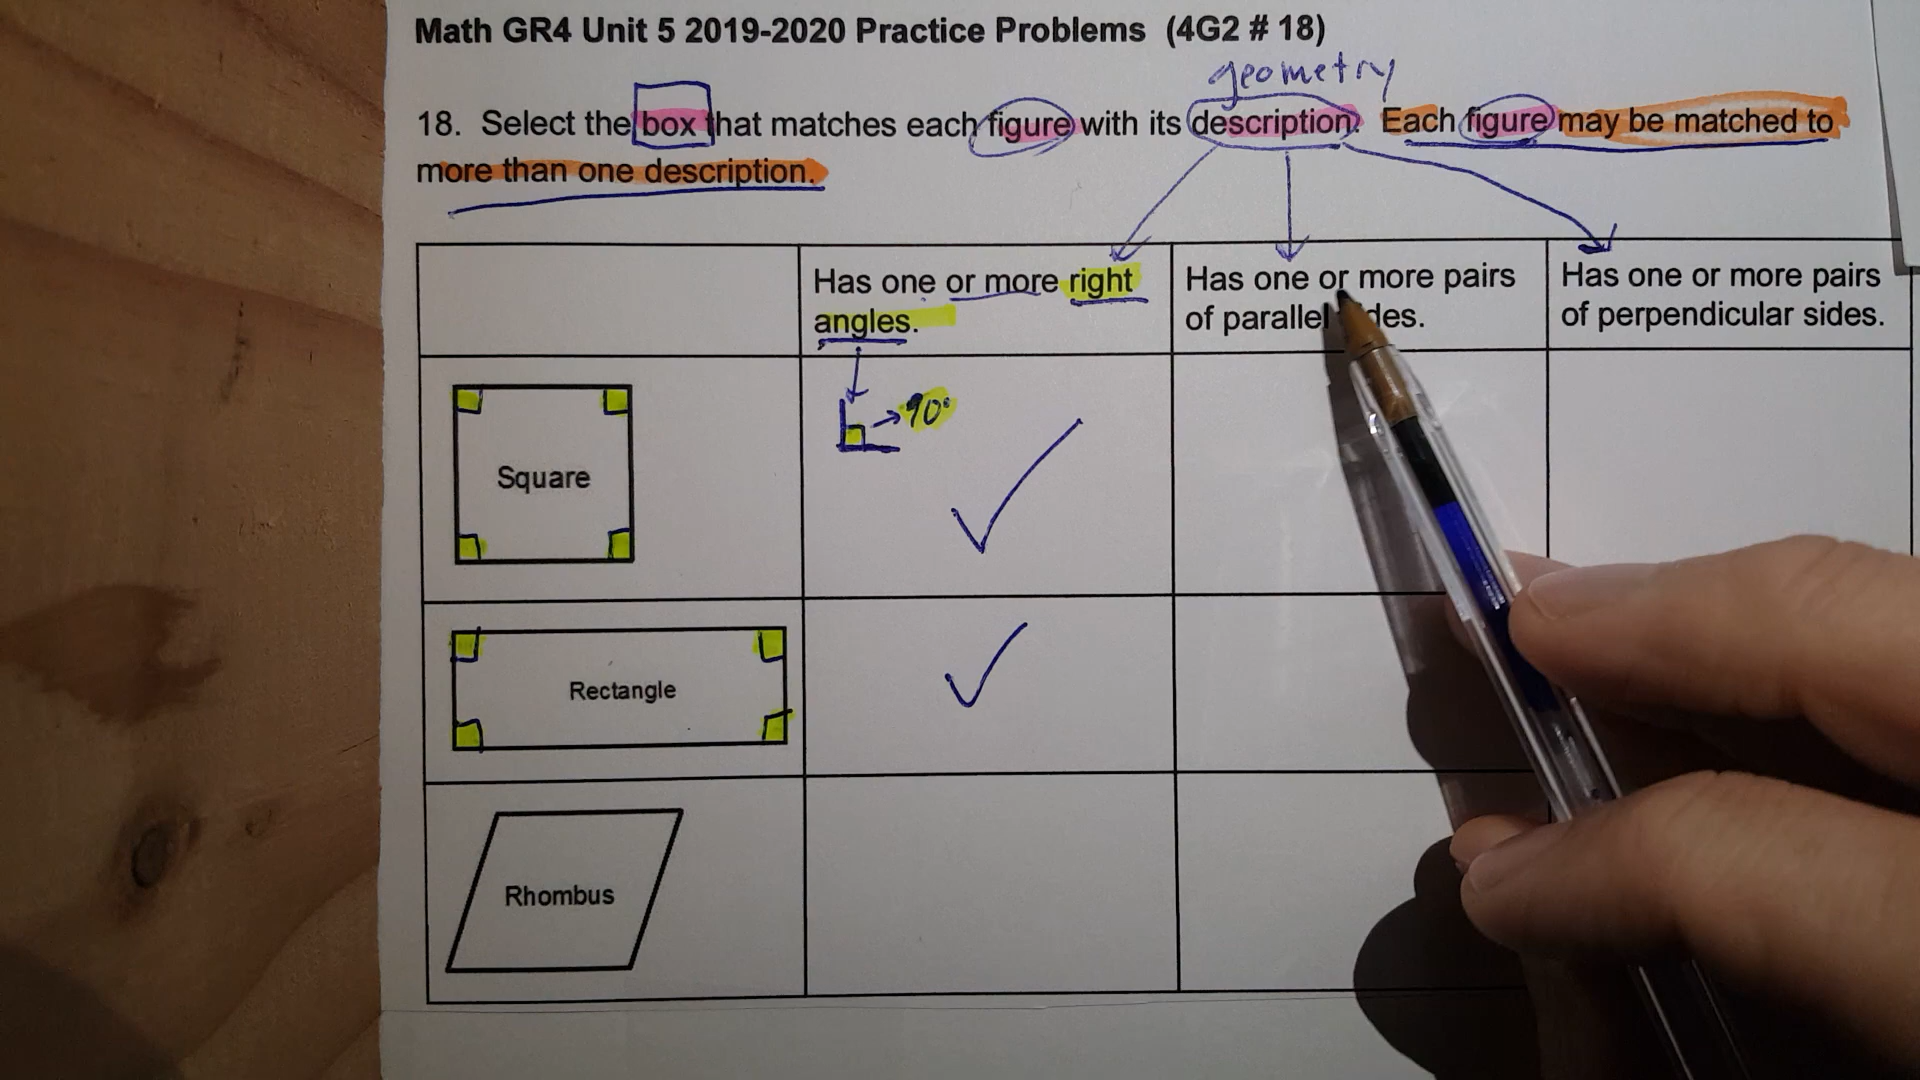 Math GR4 Unit 5 2019-2020 Practice Problems (4G2 # 18)
geometry
18. Select the box that matches each figure with its description. Each figure may be matched to
more than one description.
Has one or more right
angles.
Has one or more pairs
of parallel des.
Has one or more pairs
of perpendicular sides.
90°
Square
Rectangle
Rhombus